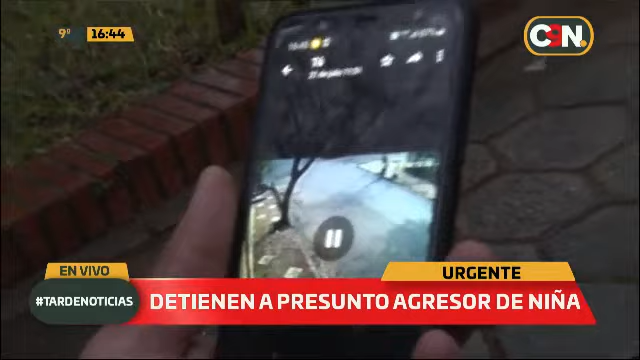 9°
16:44
C9N.
EN VIVO
URGENTE
#TARDENOTICIAS
DETIENEN A PRESUNTO AGRESOR DE NIÑA